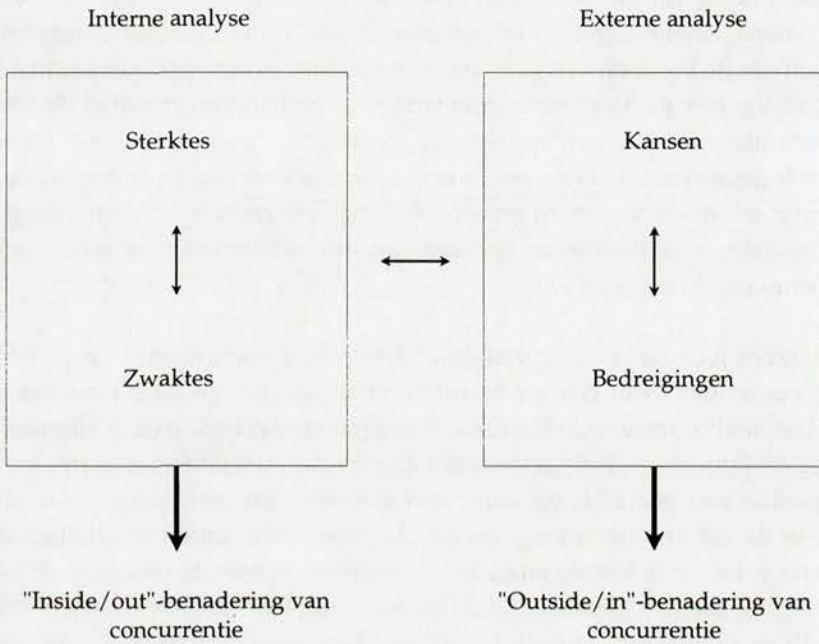 Interne analyse
Externe analyse
Sterktes
Kansen
Zwaktes
Bedreigingen
"Inside/out"-benadering van
concurrentie
"Outside/in"-benadering van
concurrentie